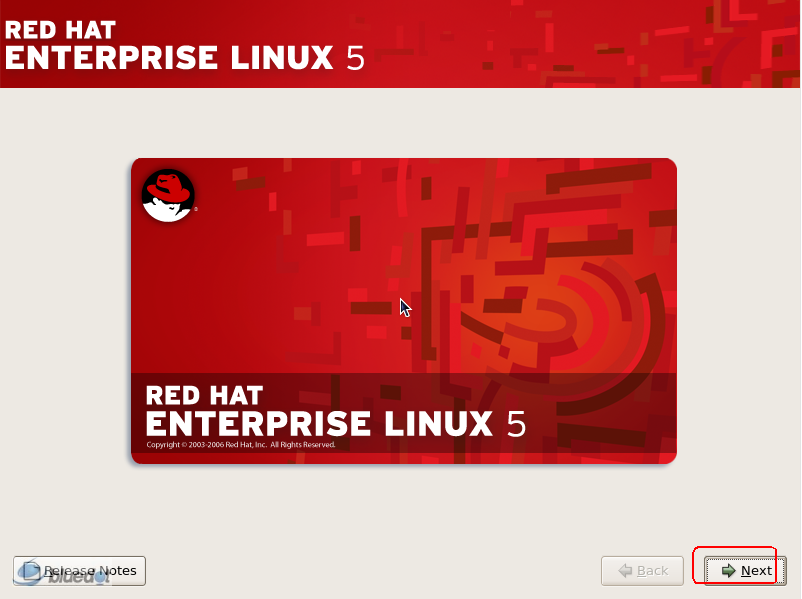 RED HAT
ENTERPRISE LINUX 5
®
RED HAT
ENTERPRISE LINUX 5
Copyright © 2003-2006 Red Hat, Inc. All Rights Reserved.
Release Notes
bluedot
Back
Next